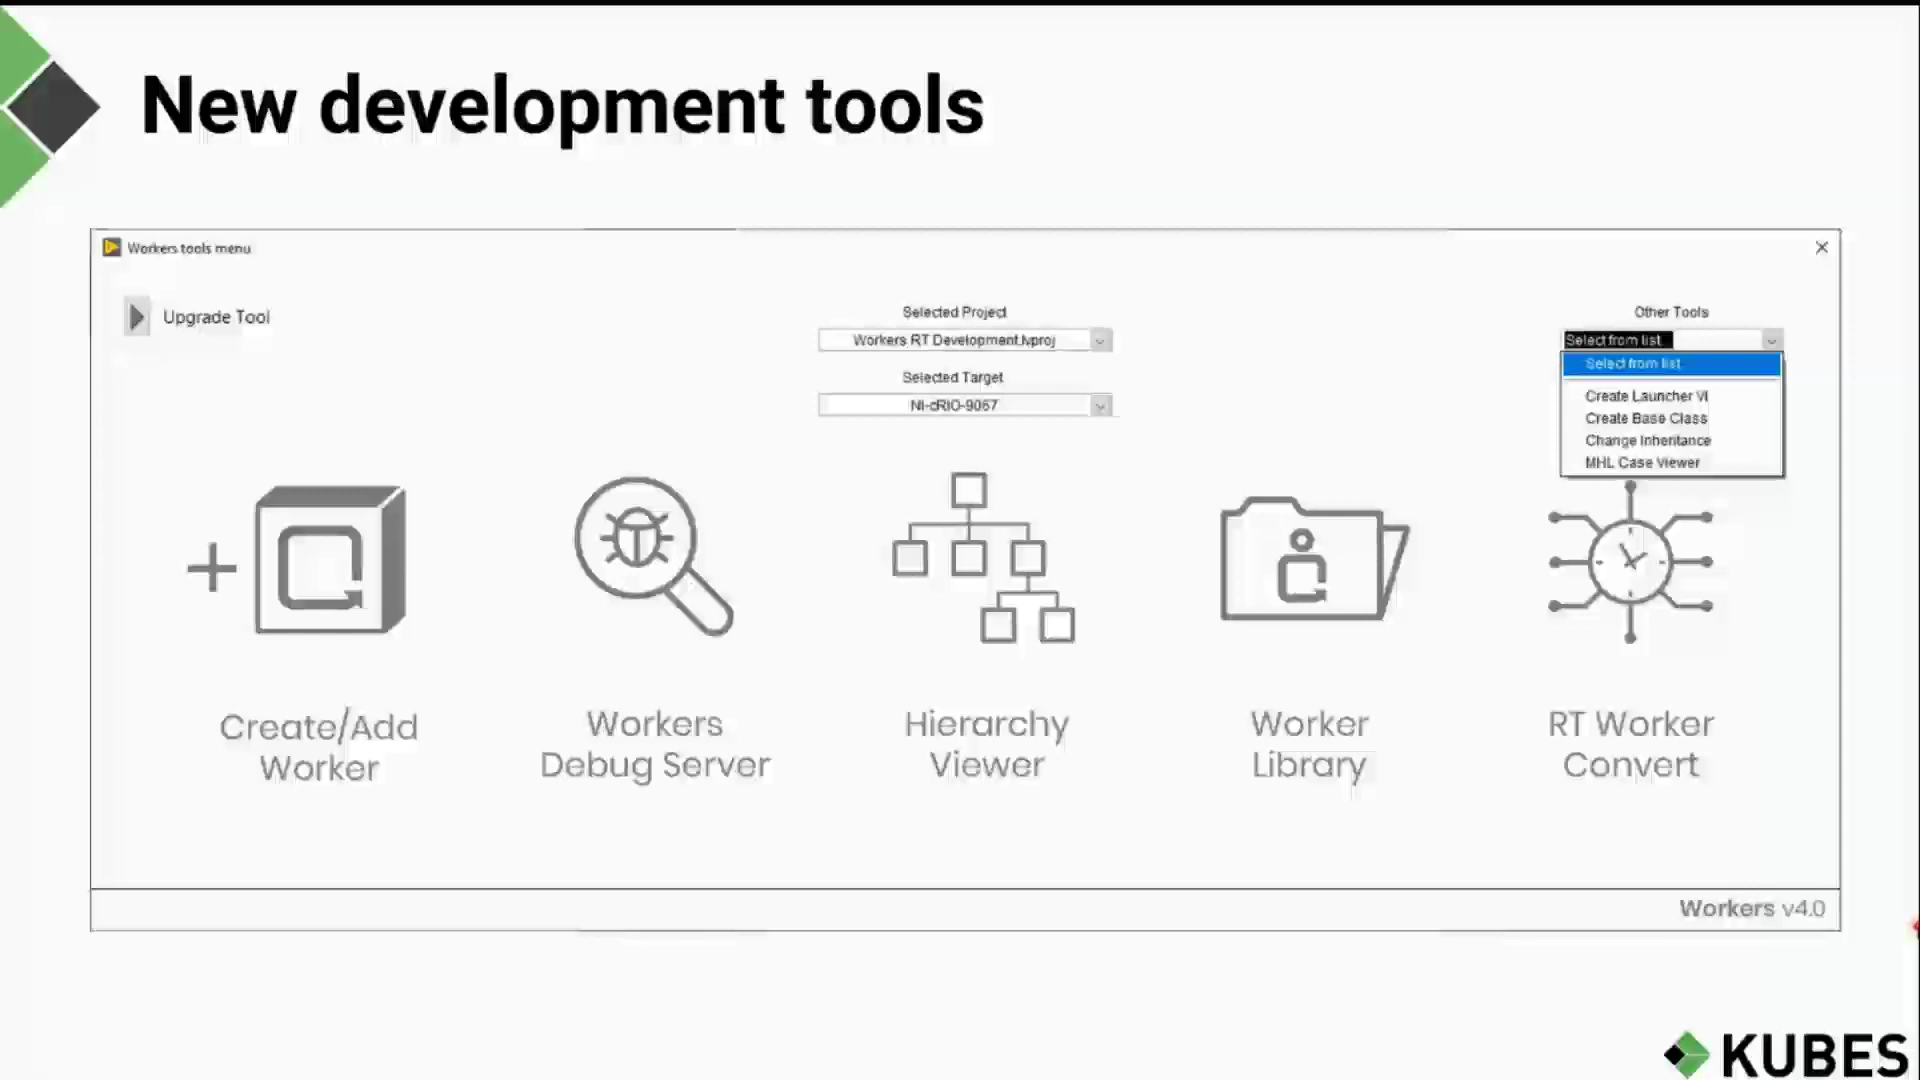 New development tools
Workers tools menu
Upgrade Tool
Selected Project
Workers RT Development.lvproj
Selected Target
NI-cRIO-9067
Other Tools
Select from list
Select from list
Create Launcher VI
Create Base Class
Change Inheritance
MHL Case Viewer
Create/Add
Worker
Workers
Debug Server
Hierarchy
Viewer
Worker
Library
RT Worker
Convert
Workers v4.0
KUBES